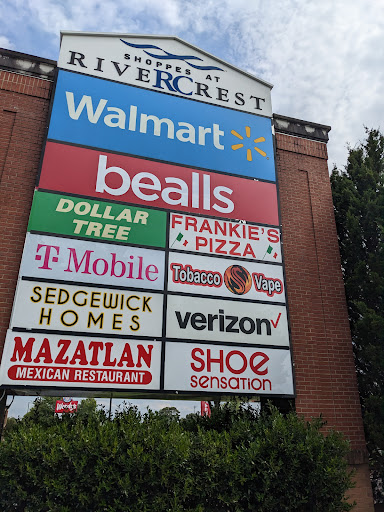 SHOPPES AT
RIVERCREST
Walmart
bealls
DOLLAR
TREE
FRANKIE'S
PIZZA
T Mobile
Tobacco Vape
SEDGEWICK
HOMES
verizon
MAZATLAN
MEXICAN RESTAURANT
SHOE
sensation
Wendy's